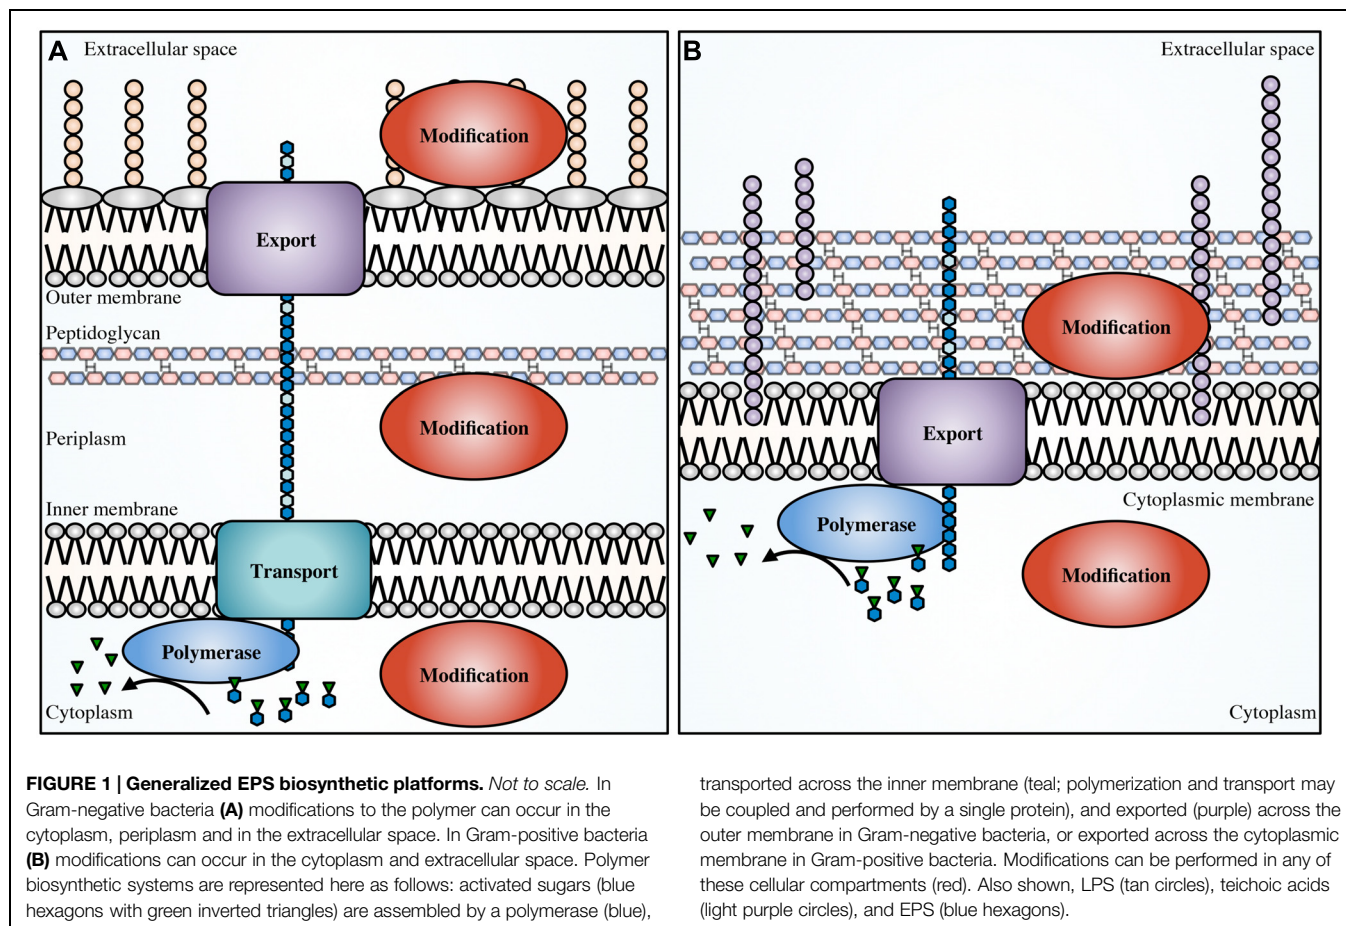 A Extracellular space
Modification
Export
Outer membrane
Peptidoglycan
Modification
Periplasm
Inner membrane
Transport
Polymerase
Modification
Cytoplasm
B Extracellular space
Modification
Export
Cytoplasmic membrane
Polymerase
Modification
Cytoplasm
FIGURE 1 | Generalized EPS biosynthetic platforms. Not to scale. In
Gram-negative bacteria (A) modifications to the polymer can occur in the
cytoplasm, periplasm and in the extracellular space. In Gram-positive bacteria
(B) modifications can occur in the cytoplasm and extracellular space. Polymer
biosynthetic systems are represented here as follows: activated sugars (blue
hexagons with green inverted triangles) are assembled by a polymerase (blue),
transported across the inner membrane (teal; polymerization and transport may
be coupled and performed by a single protein), and exported (purple) across the
outer membrane in Gram-negative bacteria, or exported across the cytoplasmic
membrane in Gram-positive bacteria. Modifications can be performed in any of
these cellular compartments (red). Also shown, LPS (tan circles), teichoic acids
(light purple circles), and EPS (blue hexagons).